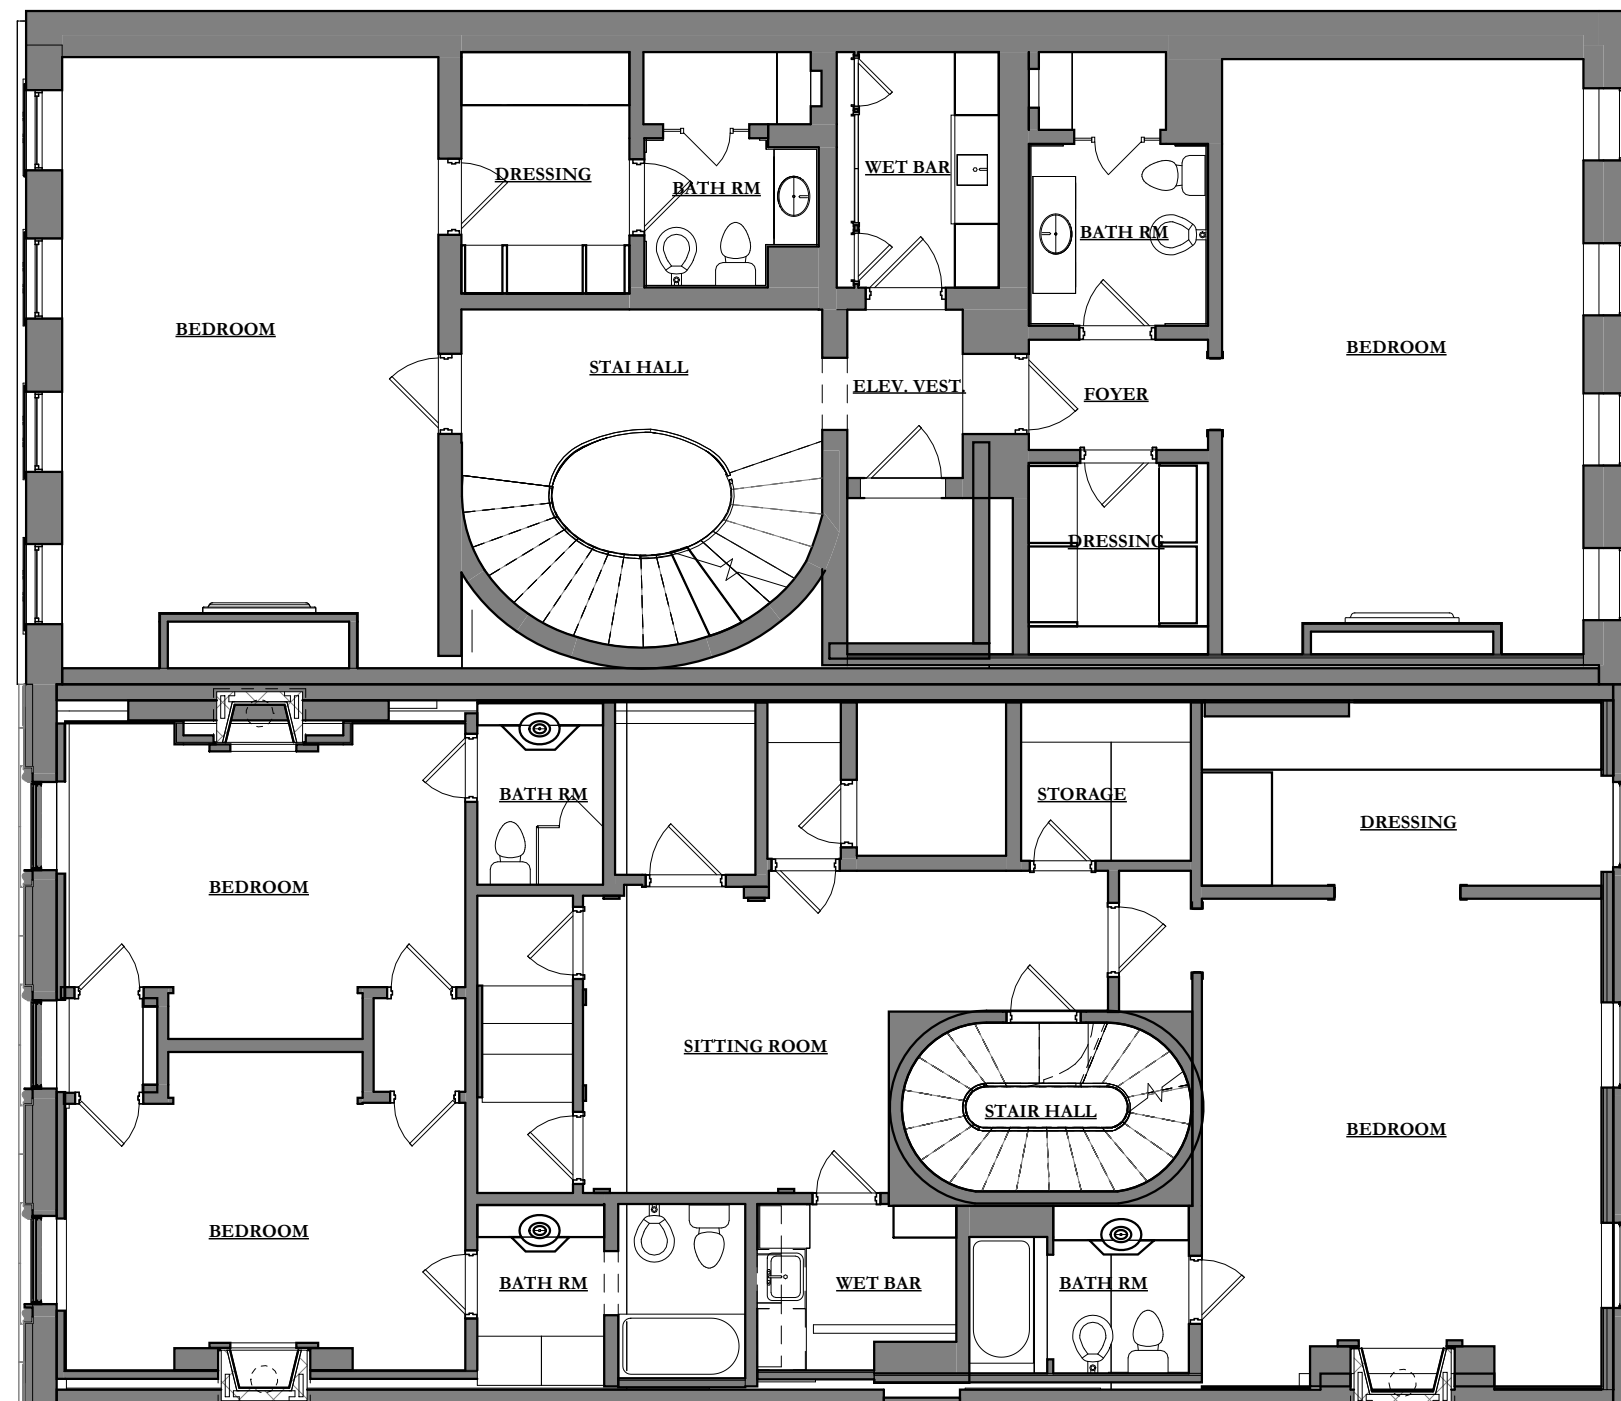 DRESSING
BATH RM
WET BAR
BATH RM
BEDROOM
STAI HALL
ELEV. VEST.
FOYER
BEDROOM
DRESSING
BATH RM
STORAGE
DRESSING
BEDROOM
SITTING ROOM
STAIR HALL
BEDROOM
BEDROOM
BATH RM
WET BAR
BATH RM